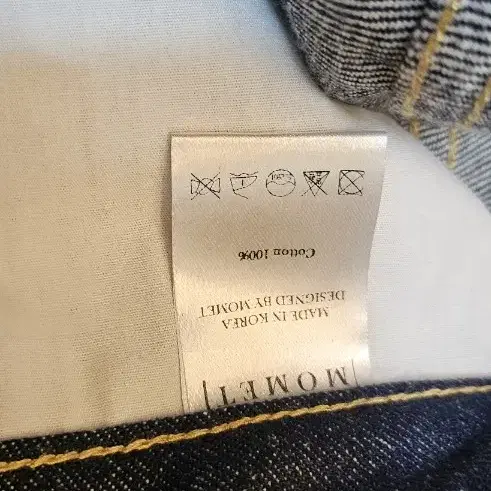 MOMET
DESIGNED BY MOMET
MADE IN KOREA
Cotton 100%